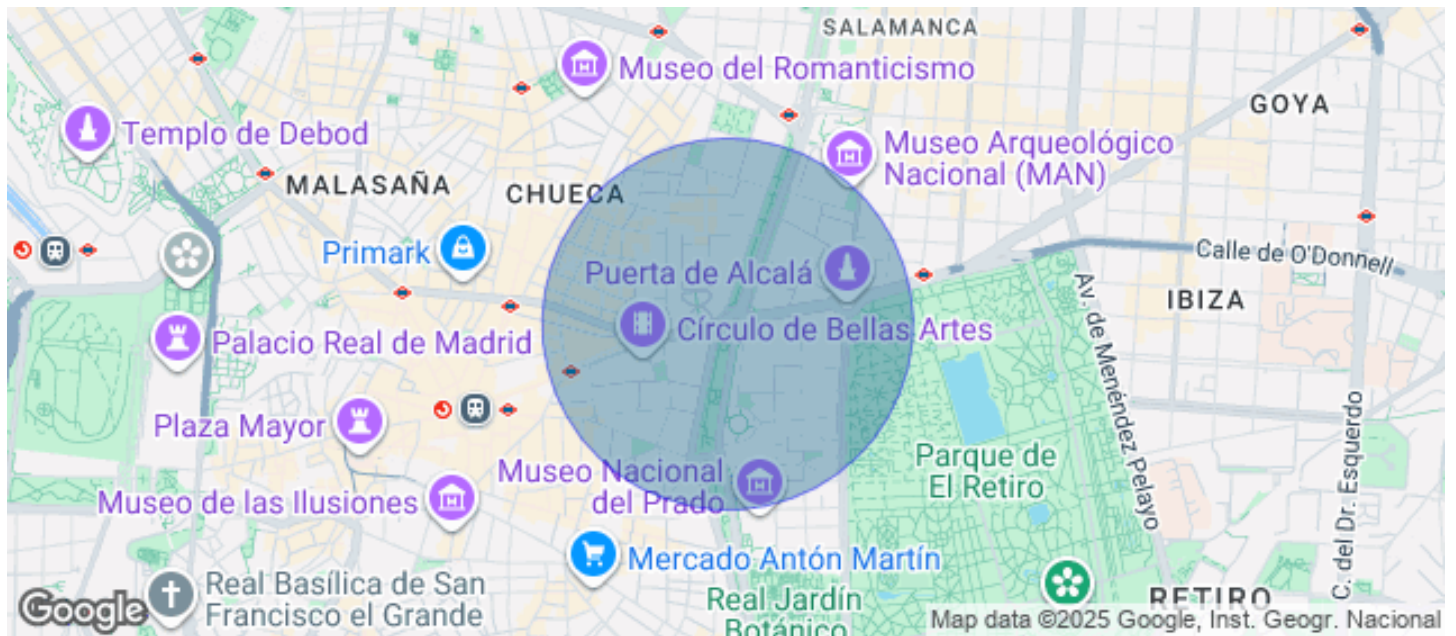 SALAMANCA
Museo del Romanticismo
GOYA
Templo de Debod
Museo Arqueológico
Nacional (MAN)
MALASAÑA
CHUECA
Primark
Calle de O'Donnell
Puerta de Alcalá
IBIZA
Av. de Menéndez Pelayo
Palacio Real de Madrid
Círculo de Bellas Artes
Plaza Mayor
C. del Dr. Esquerdo
Parque de
El Retiro
Museo Nacional
del Prado
Museo de las Ilusiones
Mercado Antón Martín
Real Basílica de San
Francisco el Grande
Real Jardín
Botánico
RETIRO
Google
Map data ©2025 Google, Inst. Geogr. Nacional